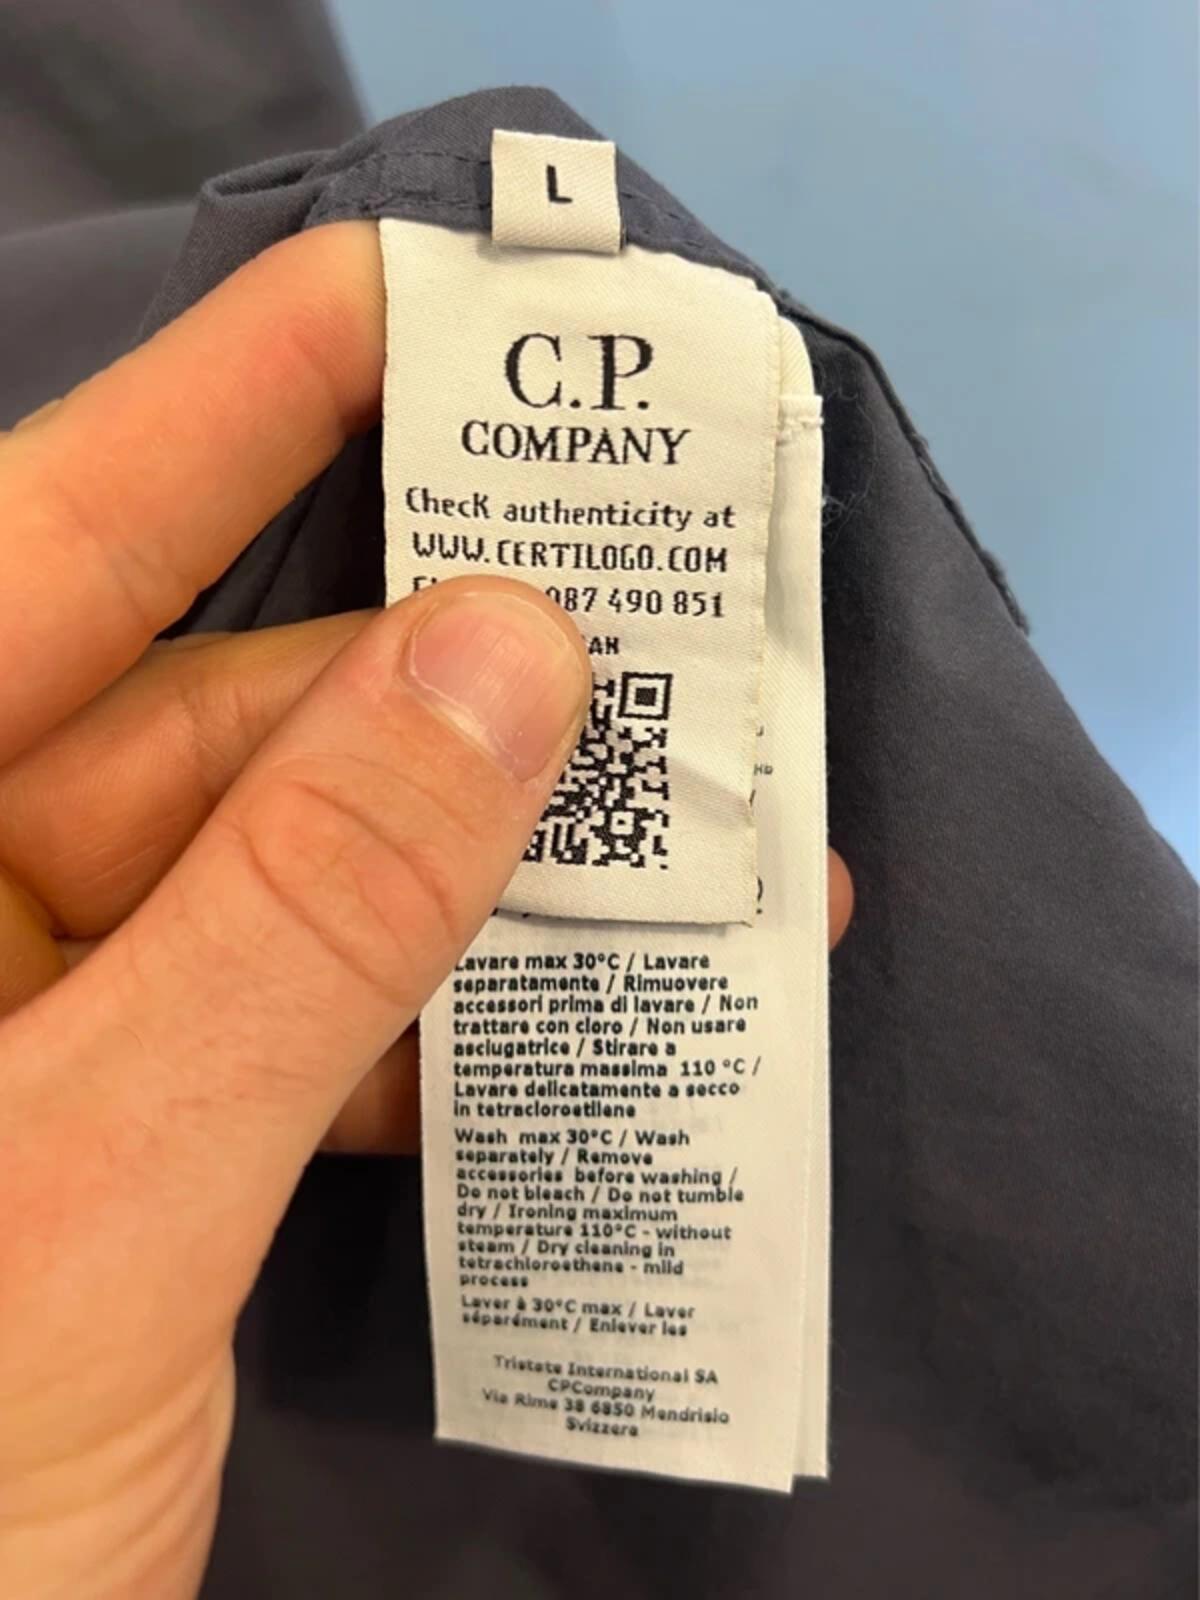 L
C.P.
COMPANY
Check authenticity at
WWW.CERTILOGO.COM
087 490 851
Lavare max 30°C / Lavare
separatamente / Rimuovere
accessori prima di lavare / Non
trattare con cloro / Non usare
asciugatrice / Stirare a
temperatura massima 110 °C /
Lavare delicatamente a secco
in tetracloroetilene
Wash max 30°C / Wash
separately / Remove
accessories before washing /
Do not bleach / Do not tumble
dry / Ironing maximum
temperature 110°C - without
steam / Dry cleaning in
tetrachloroethene - mild
process
Laver à 30°C max / Laver
séparément / Enlever les
Tristate International SA
CPCompany
Via Rime 38 6850 Mendrisio
Svizzera